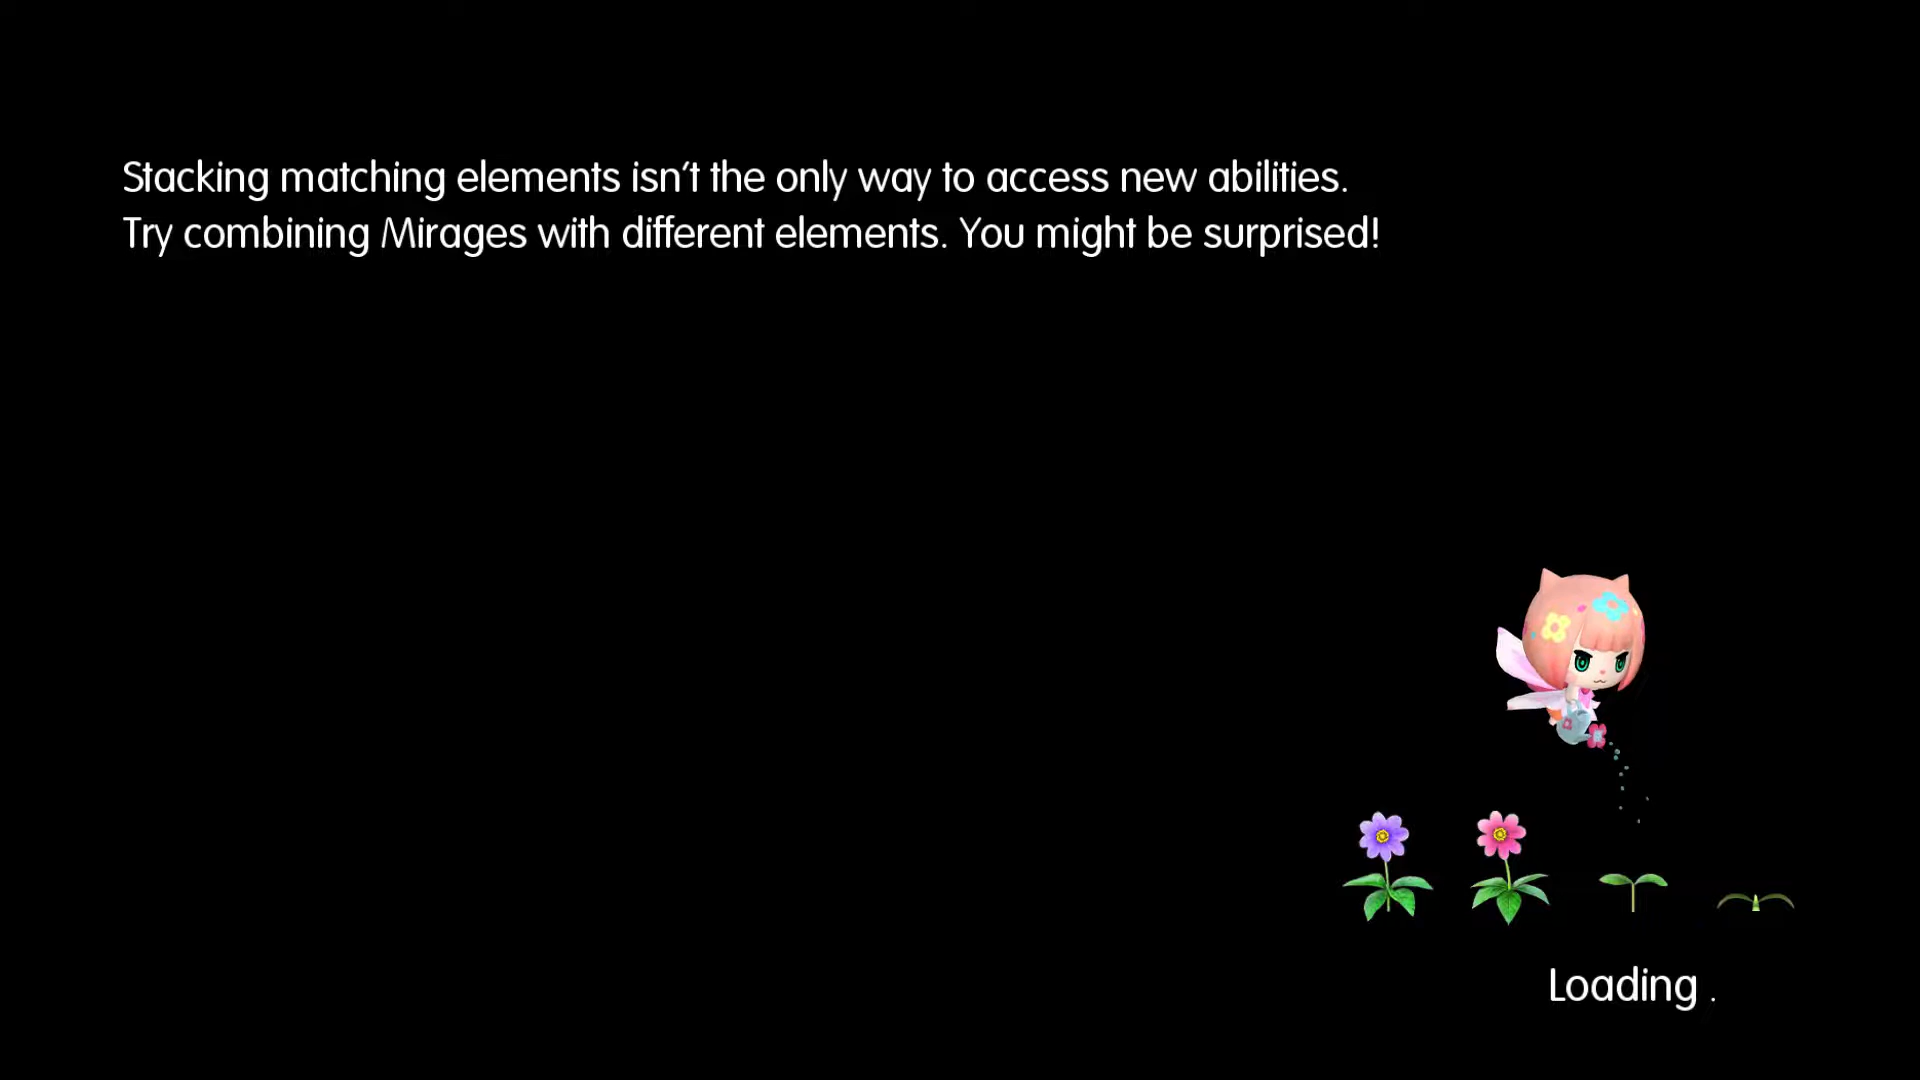 Stacking matching elements isn't the only way to access new abilities.
Try combining Mirages with different elements. You might be surprised!
Loading .